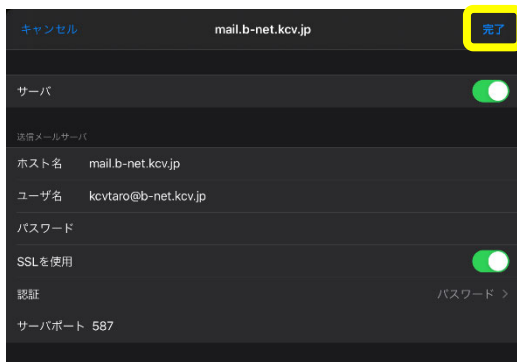 キャンセル mail.b-net.kcv.jp 完了
サーバ
送信メールサーバ
ホスト名 mail.b-net.kcv.jp
ユーザ名 kcvtaro@b-net.kcv.jp
パスワード
SSLを使用
認証 パスワード >
サーバポート 587